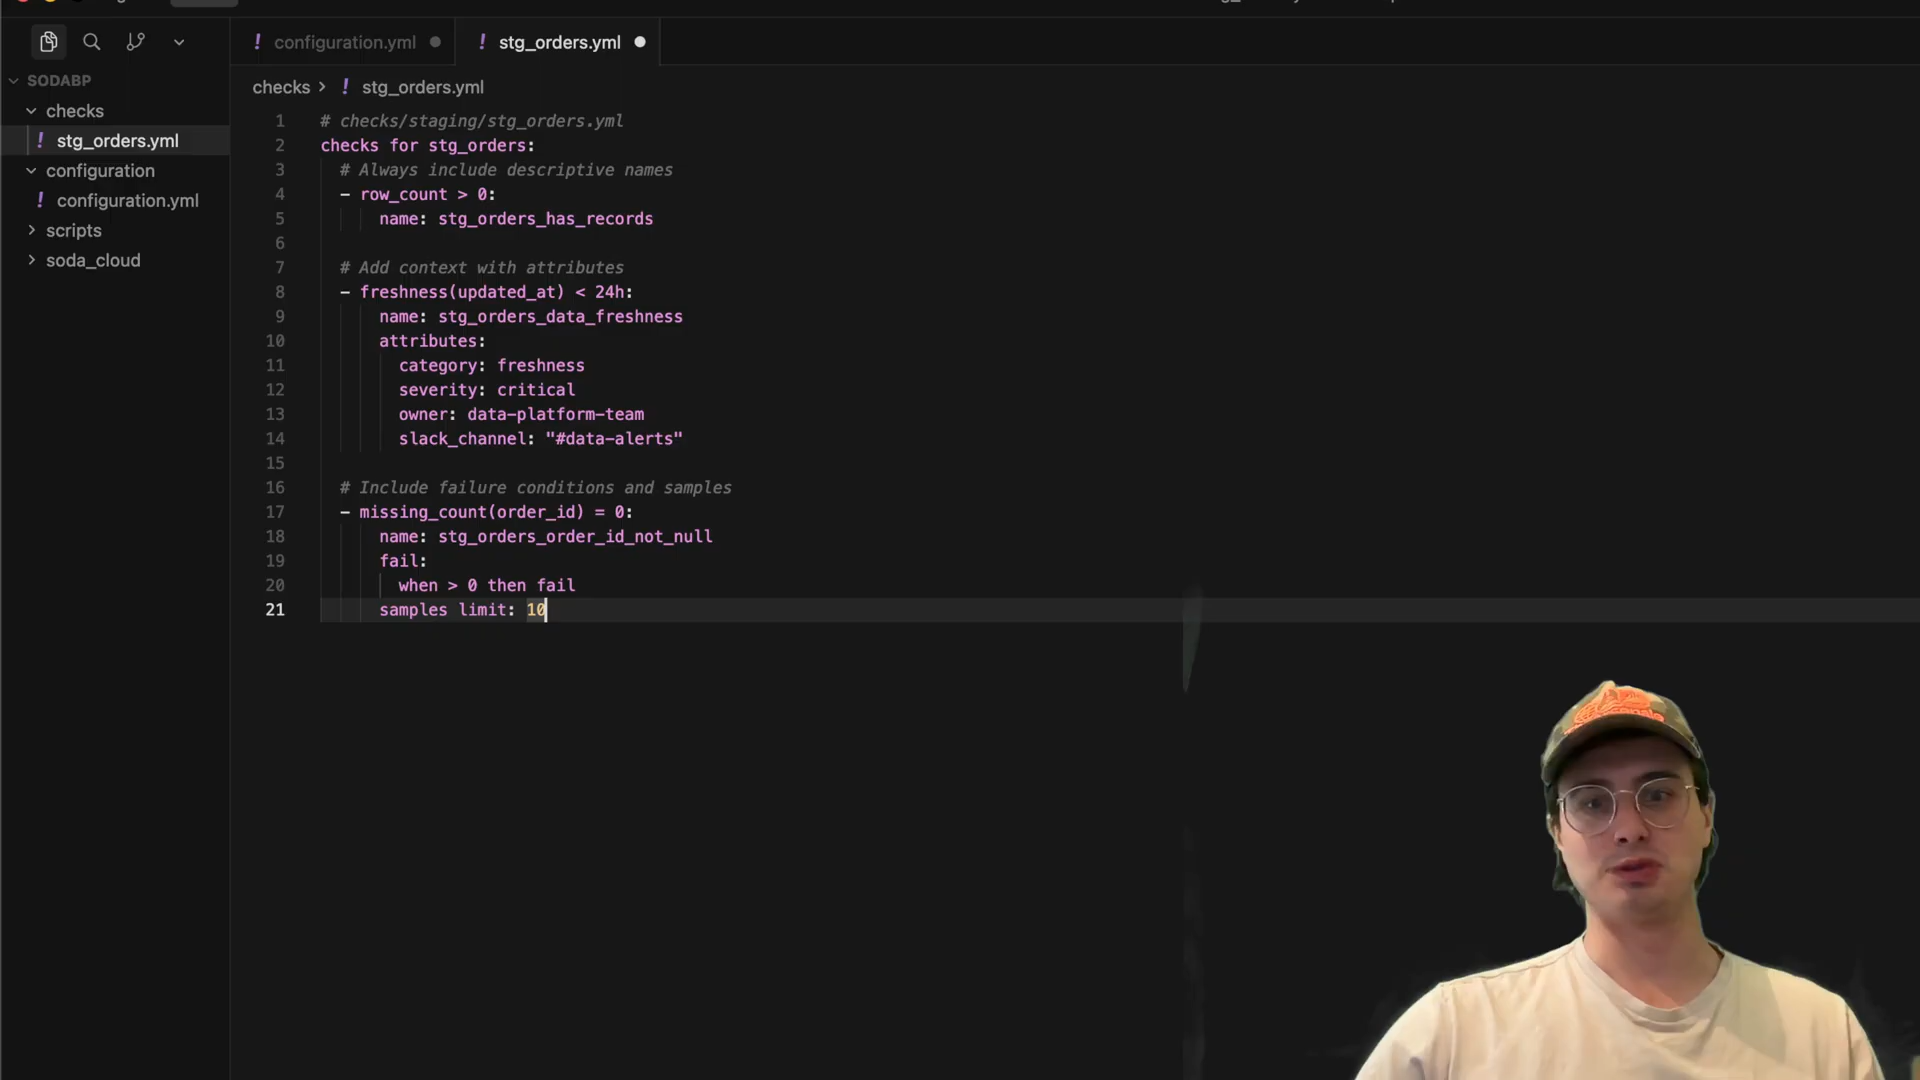 configuration.yml
stg_orders.yml
SODABP
checks
stg_orders.yml
configuration
configuration.yml
scripts
soda_cloud
checks > ! stg_orders.yml
1 # checks/staging/stg_orders.yml
2 checks for stg_orders:
3 # Always include descriptive names
4 - row_count > 0:
5 name: stg_orders_has_records
6
7 # Add context with attributes
8 - freshness(updated_at) < 24h:
9 name: stg_orders_data_freshness
10 attributes:
11 category: freshness
12 severity: critical
13 owner: data-platform-team
14 slack_channel: "#data-alerts"
15
16 # Include failure conditions and samples
17 - missing_count(order_id) = 0:
18 name: stg_orders_order_id_not_null
19 fail:
20 when > 0 then fail
21 samples limit: 10